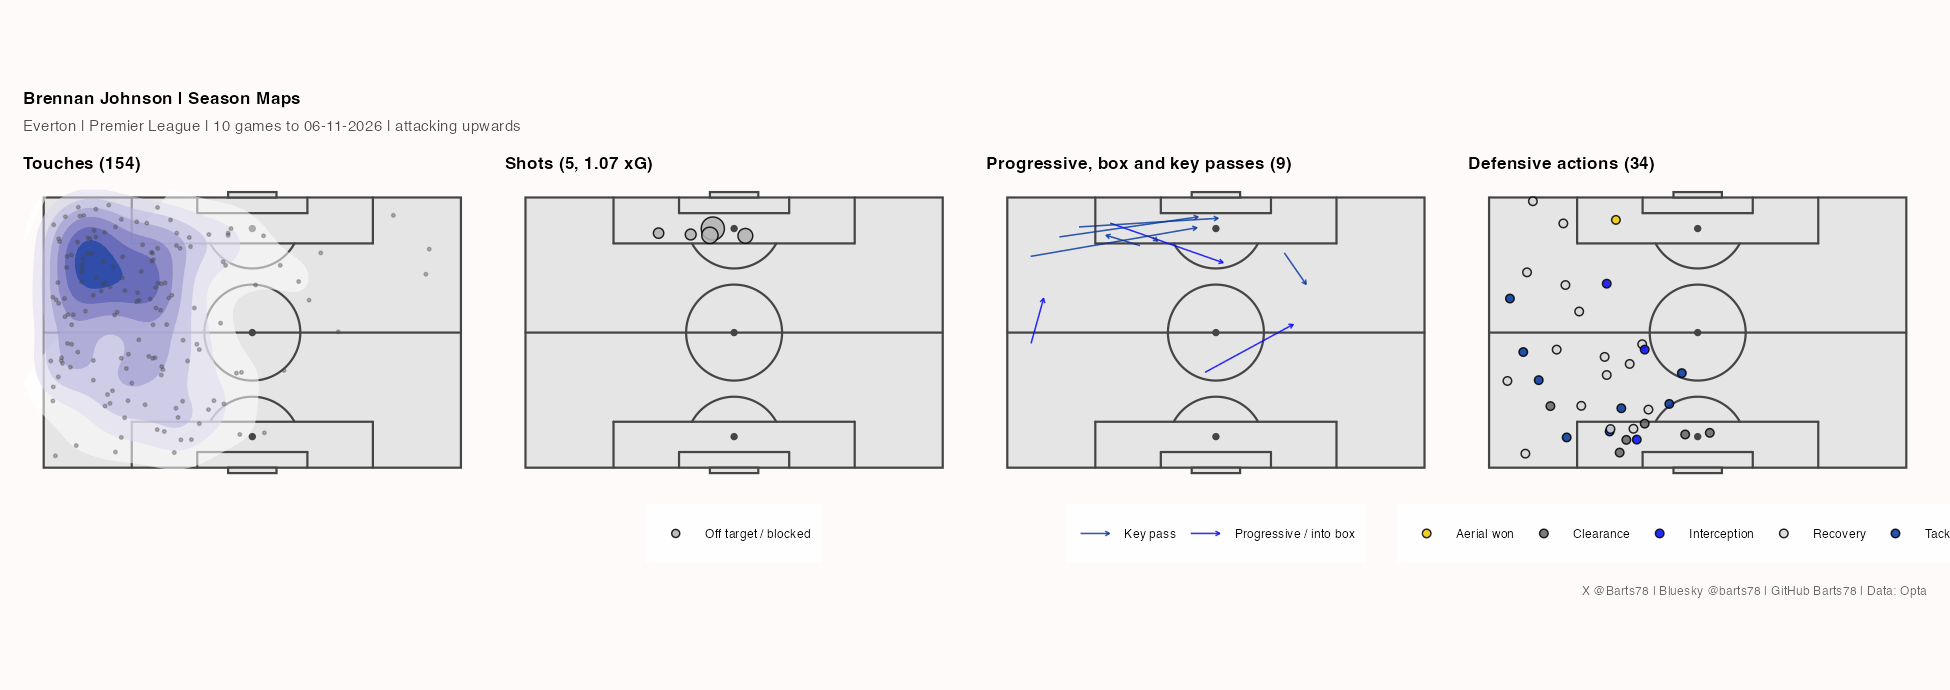 Brennan Johnson | Season Maps
Everton | Premier League | 10 games to 06-11-2026 | attacking upwards
Touches (154)
Shots (5, 1.07 xG)
Progressive, box and key passes (9)
Defensive actions (34)
Off target / blocked
Key pass
Progressive / into box
Aerial won
Clearance
Interception
Recovery
Tack
X @Barts78 | Bluesky @barts78 | GitHub Barts78 | Data: Opta